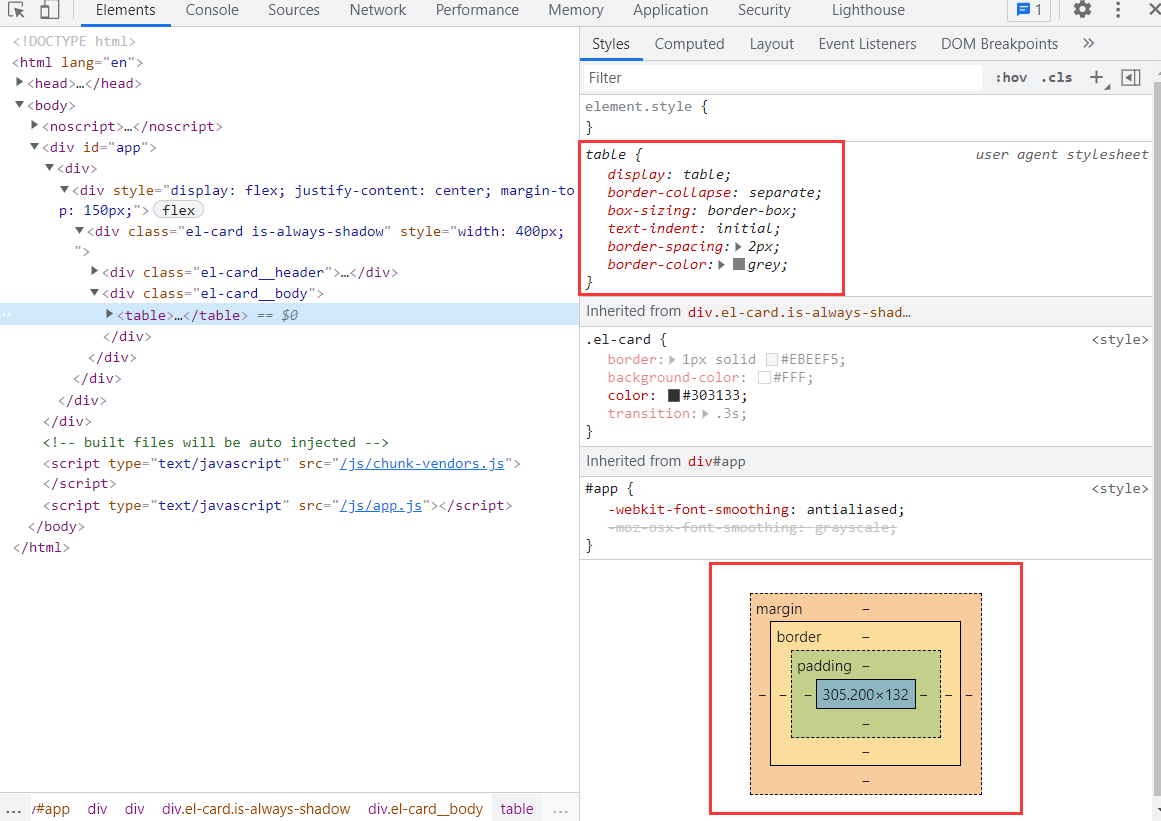 Elements Console Sources Network Performance Memory Application Security Lighthouse 1
<!DOCTYPE html>
<html lang="en">
<head>…</head>
<body>
<noscript>…</noscript>
<div id="app">
<div>
<div style="display: flex; justify-content: center; margin-to
p: 150px;"> flex
<div class="el-card is-always-shadow" style="width: 400px;
">
<div class="el-card__header">…</div>
<div class="el-card__body">
<table>…</table> == $0
</div>
</div>
</div>
</div>
</div>
<!-- built files will be auto injected -->
<script type="text/javascript" src="/js/chunk-vendors.js">
</script>
<script type="text/javascript" src="/js/app.js"></script>
</body>
</html>
... /#app div div div.el-card.is-always-shadow div.el-card__body table ...
Styles Computed Layout Event Listeners DOM Breakpoints »
Filter :hov .cls +
element.style {
}
table { user agent stylesheet
display: table;
border-collapse: separate;
box-sizing: border-box;
text-indent: initial;
border-spacing: 2px;
border-color: grey;
}
Inherited from div.el-card.is-always-shad…
.el-card { <style>
border: 1px solid #EBEEF5;
background-color: #FFF;
color: #303133;
transition: .3s;
}
Inherited from div#app
#app { <style>
-webkit-font-smoothing: antialiased;
-moz-osx-font-smoothing: grayscale;
}
margin –
border –
padding –
– – – 305.200×132 – – –
–
–
–